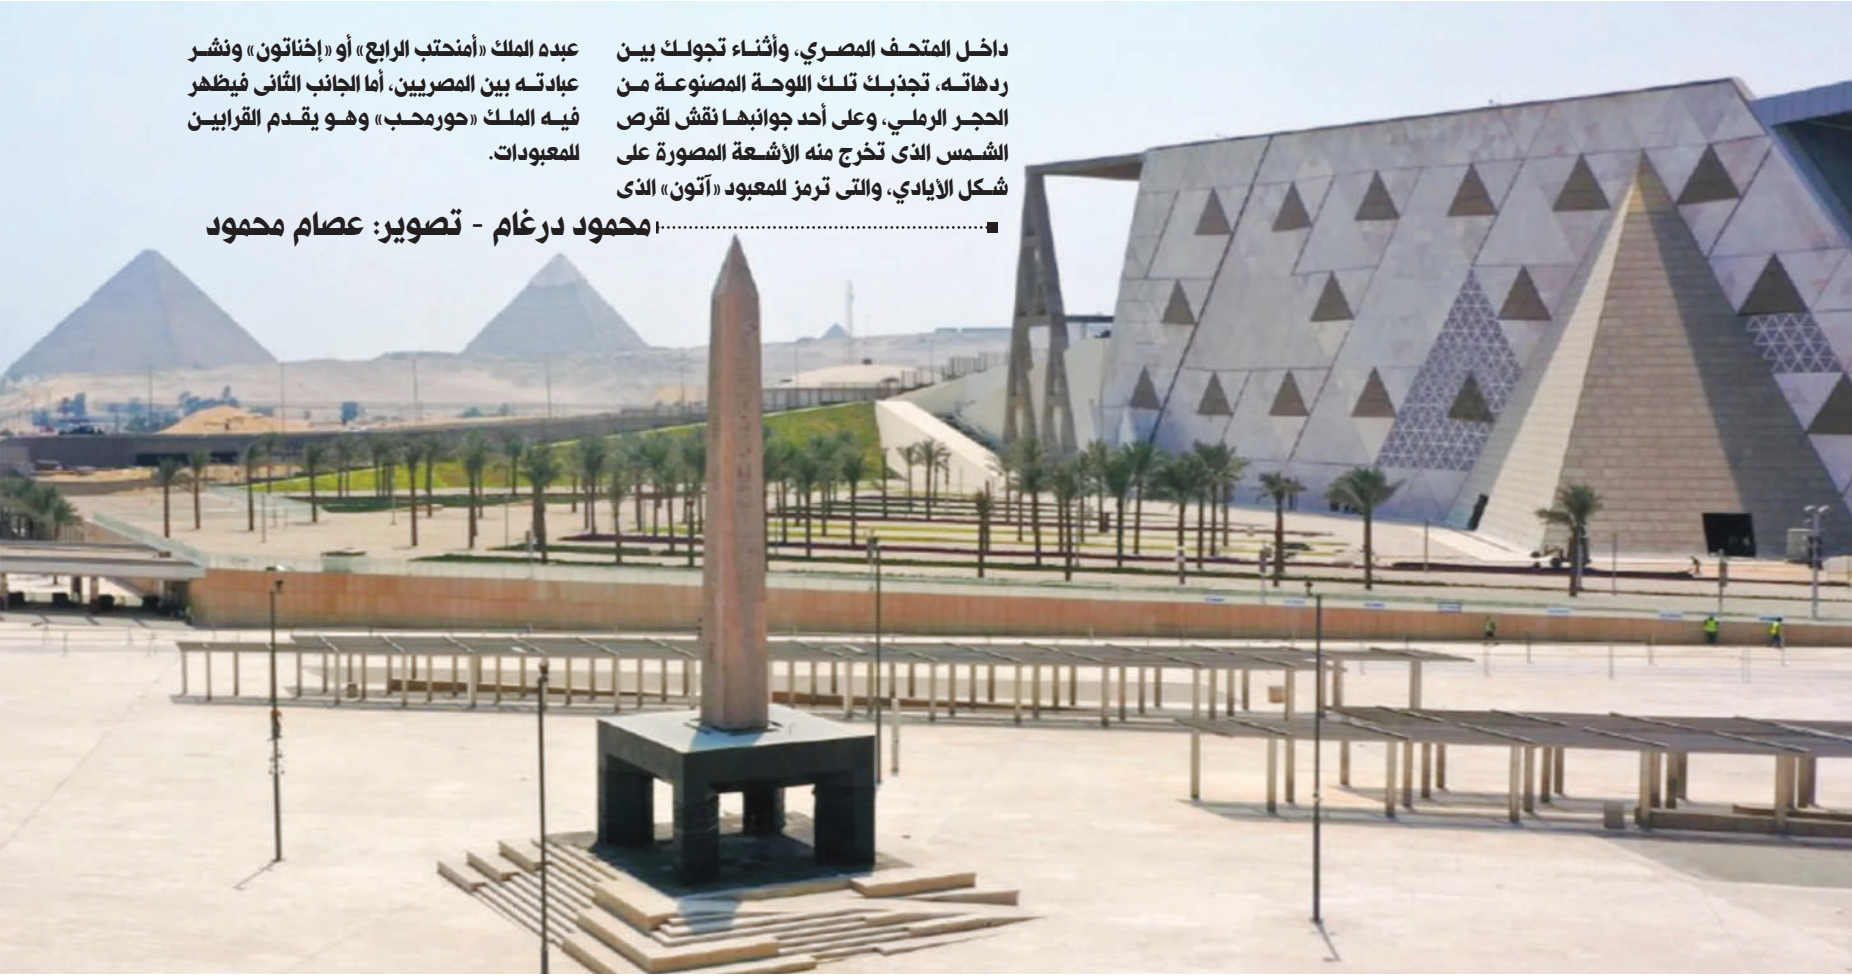 داخل المتحف المصري، وأثناء تجولك بين
ردهاته، تجذبك تلك اللوحة المصنوعة من
الحجر الرملي، وعلى أحد جوانبها نقش لقرص
الشمس الذى تخرج منه الأشعة المصورة على
شكل الأيادي، والتى ترمز للمعبود «آتون» الذى
عبده الملك «أمنحتب الرابع» أو «إخناتون» ونشر
عبادته بين المصريين، أما الجانب الثانى فيظهر
فيه الملك «حورمحب» وهو يقدم القرابين
للمعبودات.
محمود درغام - تصوير: عصام محمود